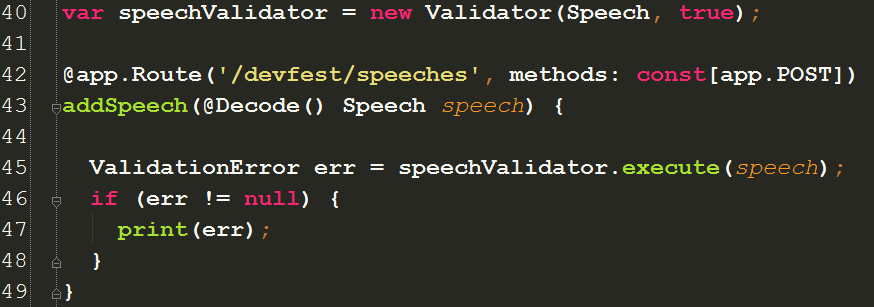 40 var speechValidator = new Validator(Speech, true);
41
42 @app.Route('/devfest/speeches', methods: const[app.POST])
43 addSpeech(@Decode() Speech speech) {
44
45   ValidationError err = speechValidator.execute(speech);
46   if (err != null) {
47     print(err);
48   }
49 }